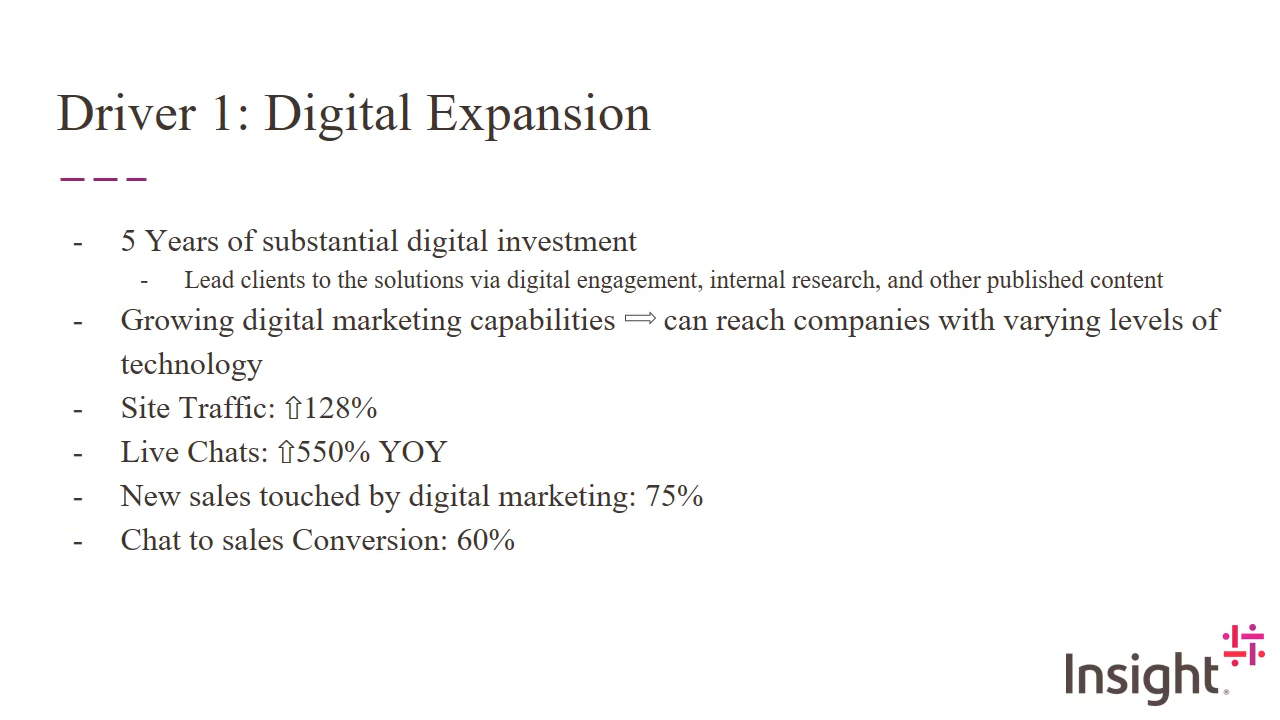 Driver 1: Digital Expansion
- 5 Years of substantial digital investment
- Lead clients to the solutions via digital engagement, internal research, and other published content
- Growing digital marketing capabilities ⇨ can reach companies with varying levels of
technology
- Site Traffic: ⇧128%
- Live Chats: ⇧550% YOY
- New sales touched by digital marketing: 75%
- Chat to sales Conversion: 60%
Insight®